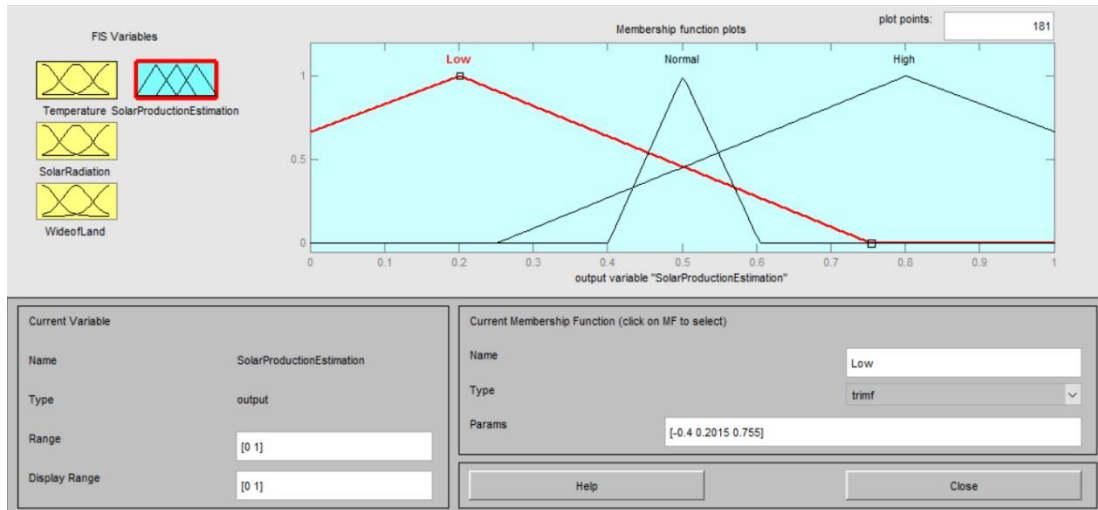 FIS Variables
Membership function plots
plot points:
181
Temperature
SolarProductionEstimation
SolarRadiation
WideofLand
Low
Normal
High
1
0.5
0
0 0.1 0.2 0.3 0.4 0.5 0.6 0.7 0.8 0.9 1
output variable "SolarProductionEstimation"
Current Variable
Name SolarProductionEstimation
Type output
Range [0 1]
Display Range [0 1]
Current Membership Function (click on MF to select)
Name Low
Type trimf
Params [-0.4 0.2015 0.755]
Help
Close